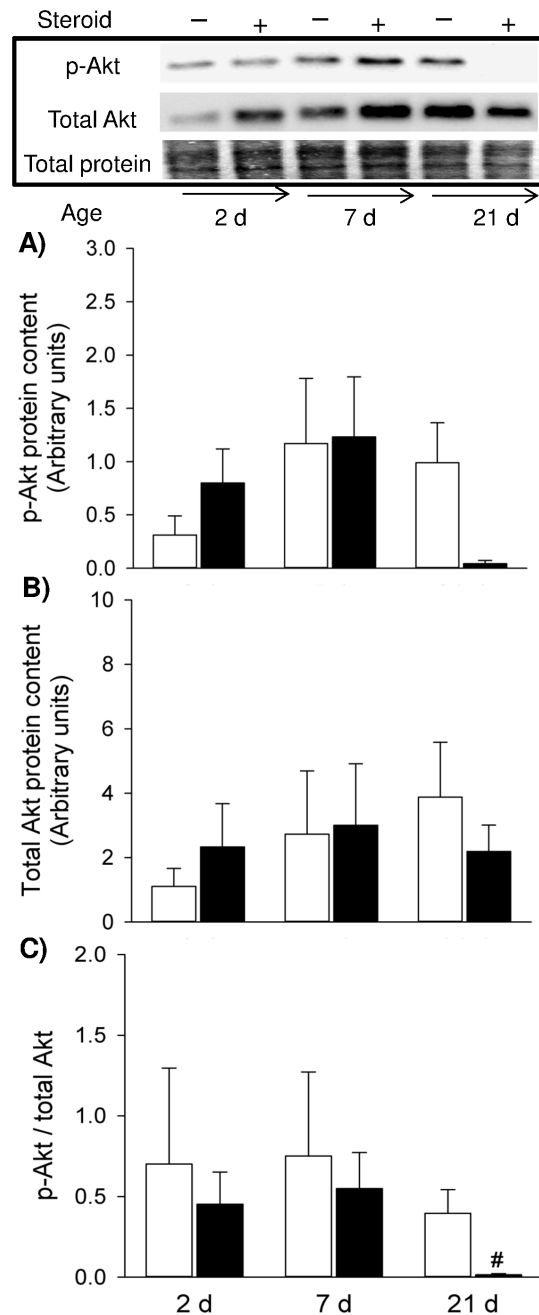 Steroid – + – + – +
p-Akt
Total Akt
Total protein
Age 2 d 7 d 21 d
A)
p-Akt protein content
(Arbitrary units)
3.0
2.5
2.0
1.5
1.0
0.5
0.0
B)
Total Akt protein content
(Arbitrary units)
10
8
6
4
2
0
C)
p-Akt / total Akt
2.0
1.5
1.0
0.5
0.0
#
2 d 7 d 21 d